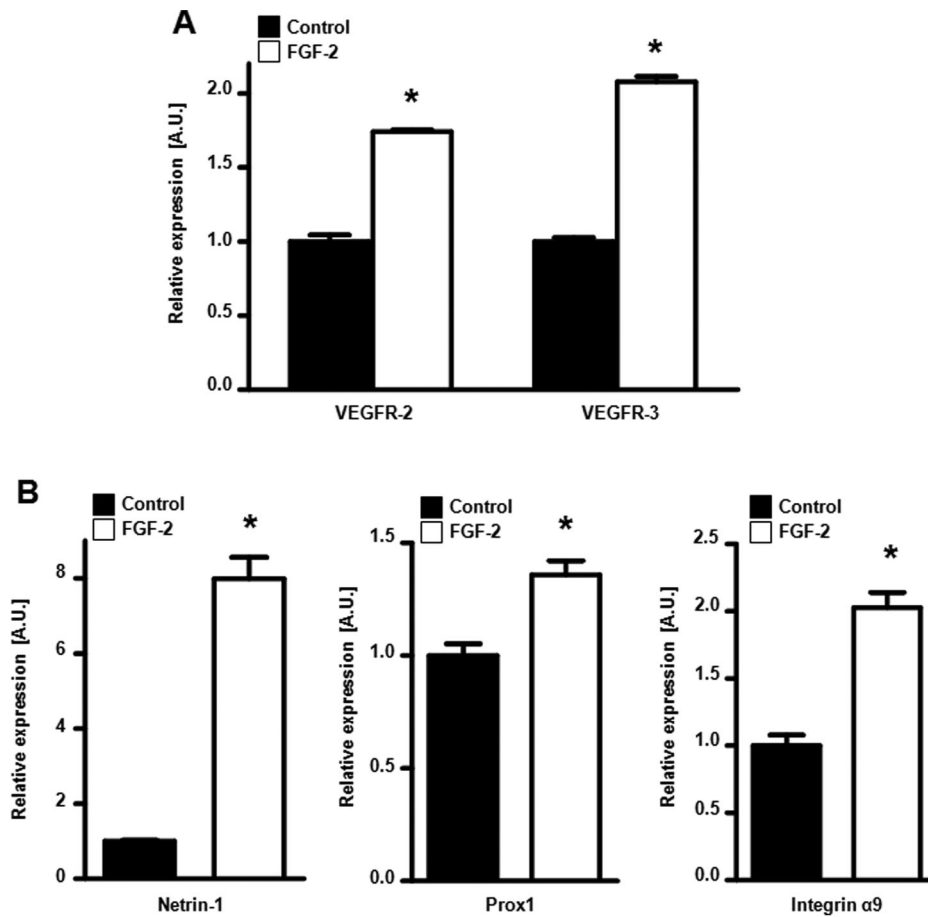 A
Control
FGF-2
Relative expression [A.U.]
2.0
1.5
1.0
0.5
0.0
*
*
VEGFR-2
VEGFR-3
B
Control
FGF-2
Relative expression [A.U.]
8
6
4
2
0
*
Netrin-1
Control
FGF-2
Relative expression [A.U.]
1.5
1.0
0.5
0.0
*
Prox1
Control
FGF-2
Relative expression [A.U.]
2.5
2.0
1.5
1.0
0.5
0.0
*
Integrin α9